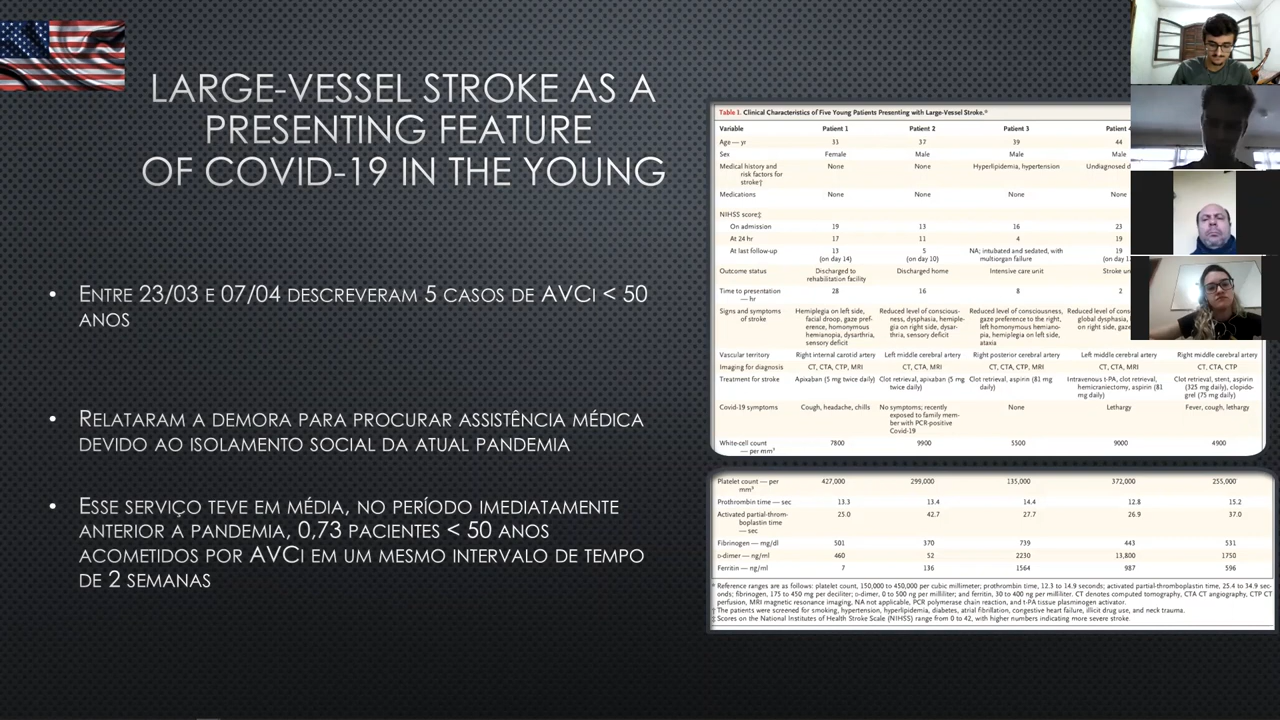 LARGE-VESSEL STROKE AS A
PRESENTING FEATURE
OF COVID-19 IN THE YOUNG
• ENTRE 23/03 E 07/04 DESCREVERAM 5 CASOS DE AVCI < 50
ANOS
• RELATARAM A DEMORA PARA PROCURAR ASSISTÊNCIA MÉDICA
DEVIDO AO ISOLAMENTO SOCIAL DA ATUAL PANDEMIA
• ESSE SERVIÇO TEVE EM MÉDIA, NO PERÍODO IMEDIATAMENTE
ANTERIOR A PANDEMIA, 0,73 PACIENTES < 50 ANOS
ACOMETIDOS POR AVCI EM UM MESMO INTERVALO DE TEMPO
DE 2 SEMANAS
Table 1. Clinical Characteristics of Five Young Patients Presenting with Large-Vessel Stroke.*
Variable Patient 1 Patient 2 Patient 3 Patient 4
Age — yr 33 37 39 44
Sex Female Male Male Male
Medical history and risk factors for stroke† None None Hyperlipidemia, hypertension Undiagnosed
Medications None None None
NIHSS score‡
On admission 19 13 16 23
At 24 hr 17 11 4 19
At last follow-up 13 (on day 14) 5 (on day 10) NA; intubated and sedated, with multiorgan failure 19 (on
Outcome status Discharged to rehabilitation facility Discharged home Intensive care unit Stroke
Time to presentation — hr 28 16 8 2
Signs and symptoms of stroke Hemiplegia on left side, facial droop, gaze preference, homonymous hemianopia, dysarthria, sensory deficit Reduced level of consciousness, dysphasia, hemiplegia on right side, dysarthria, sensory deficit Reduced level of consciousness, gaze preference to the right, left homonymous hemianopia, hemiplegia on left side, ataxia Reduced level of global dysphasia, on right side,
Vascular territory Right internal carotid artery Left middle cerebral artery Right posterior cerebral artery Left middle cerebral artery Right middle cerebral artery
Imaging for diagnosis CT, CTA, CTP, MRI CT, CTA, MRI CT, CTA, CTP, MRI CT, CTA, MRI CT, CTA, CTP
Treatment for stroke Apixaban (5 mg twice daily) Clot retrieval, apixaban (5 mg twice daily) Clot retrieval, aspirin (81 mg daily) Intravenous t-PA, clot retrieval, hemicraniectomy, aspirin (81 mg daily) Clot retrieval, stent, aspirin (325 mg daily), clopidogrel (75 mg daily)
Covid-19 symptoms Cough, headache, chills No symptoms; recently exposed to family member with PCR-positive Covid-19 None Lethargy Fever, cough, lethargy
White-cell count — per mm³ 7800 9900 5500 9000 4900
Platelet count — per mm³ 427,000 299,000 135,000 372,000 255,000
Prothrombin time — sec 13.3 13.4 14.4 12.8 15.2
Activated partial-thromboplastin time — sec 25.0 42.7 27.7 26.9 37.0
Fibrinogen — mg/dl 501 370 739 443 531
D-dimer — ng/ml 460 52 2230 13,800 1750
Ferritin — ng/ml 7 136 1564 987 596
* Reference ranges are as follows: platelet count, 150,000 to 450,000 per cubic millimeter; prothrombin time, 12.3 to 14.9 seconds; activated partial-thromboplastin time, 25.4 to 34.9 sec-
onds; fibrinogen, 175 to 450 mg per deciliter; D-dimer, 0 to 500 ng per milliliter; and ferritin, 30 to 400 ng per milliliter. CT denotes computed tomography, CTA CT angiography, CTP CT
perfusion, MRI magnetic resonance imaging, NA not applicable, PCR polymerase chain reaction, and t-PA tissue plasminogen activator.
† The patients were screened for smoking, hypertension, hyperlipidemia, diabetes, atrial fibrillation, congestive heart failure, illicit drug use, and neck trauma.
‡ Scores on the National Institutes of Health Stroke Scale (NIHSS) range from 0 to 42, with higher numbers indicating more severe stroke.